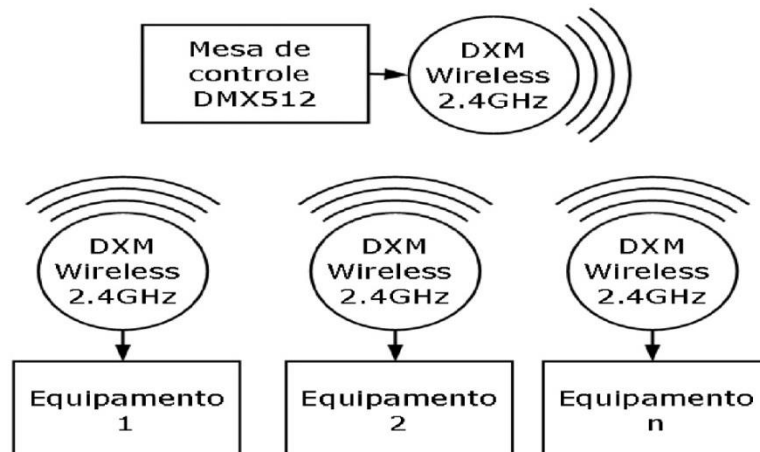 Mesa de
controle
DMX512
DXM
Wireless
2.4GHz
DXM
Wireless
2.4GHz
DXM
Wireless
2.4GHz
DXM
Wireless
2.4GHz
Equipamento
1
Equipamento
2
Equipamento
n